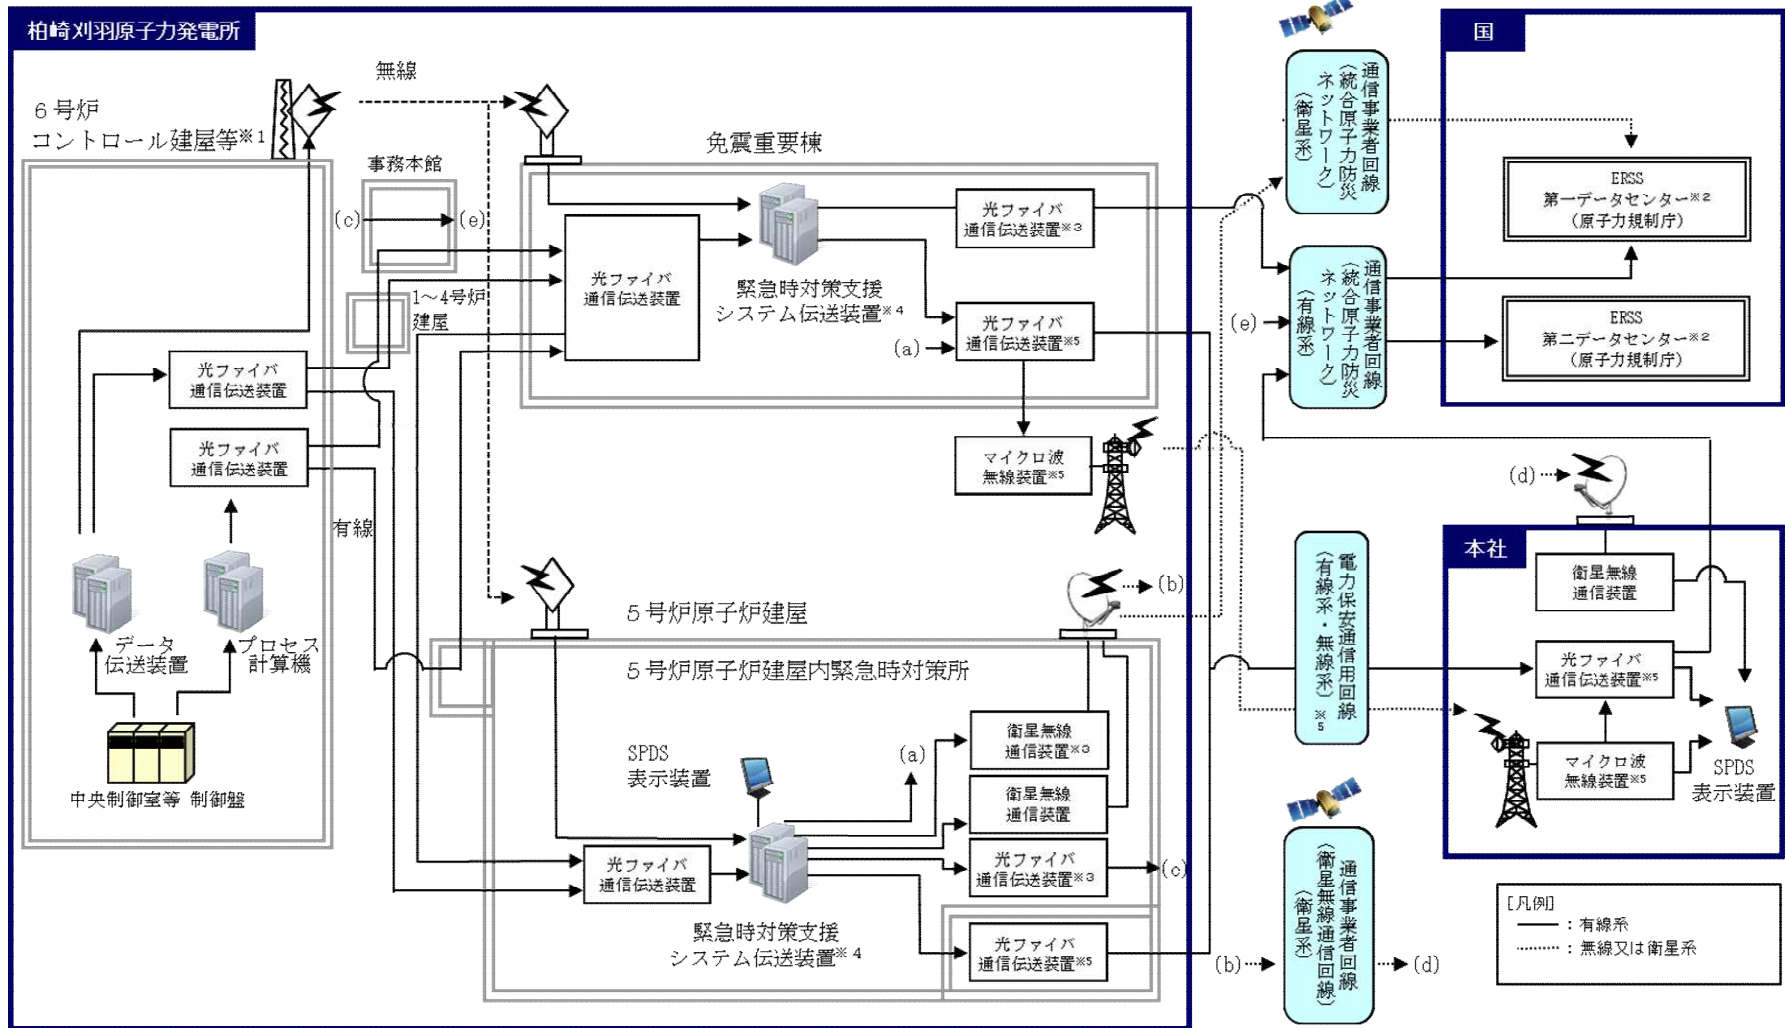 柏崎刈羽原子力発電所
無線
6号炉
コントロール建屋等※1
事務本館
(c)
(e)
1～4号炉
建屋
免震重要棟
光ファイバ
通信伝送装置
緊急時対策支援
システム伝送装置※4
光ファイバ
通信伝送装置※3
(a)
光ファイバ
通信伝送装置※5
マイクロ波
無線装置※5
光ファイバ
通信伝送装置
光ファイバ
通信伝送装置
有線
データ
伝送装置
プロセス
計算機
中央制御室等 制御盤
5号炉原子炉建屋
5号炉原子炉建屋内緊急時対策所
(b)
SPDS
表示装置
(a)
衛星無線
通信装置※3
衛星無線
通信装置
光ファイバ
通信伝送装置
光ファイバ
通信伝送装置※3
(c)
緊急時対策支援
システム伝送装置※4
光ファイバ
通信伝送装置※5
通信事業者回線
(統合原子力防災
ネットワーク)
(衛星系)
(e)
通信事業者回線
(統合原子力防災
ネットワーク)
(有線系)
国
ERSS
第一データセンター※2
(原子力規制庁)
ERSS
第二データセンター※2
(原子力規制庁)
電力保安通信用回線
(有線系・無線系)※5
(d)
本社
衛星無線
通信装置
光ファイバ
通信伝送装置※5
マイクロ波
無線装置※5
SPDS
表示装置
(b)
通信事業者回線
(衛星無線通信回線)
(衛星系)
(d)
[凡例]
：有線系
：無線又は衛星系